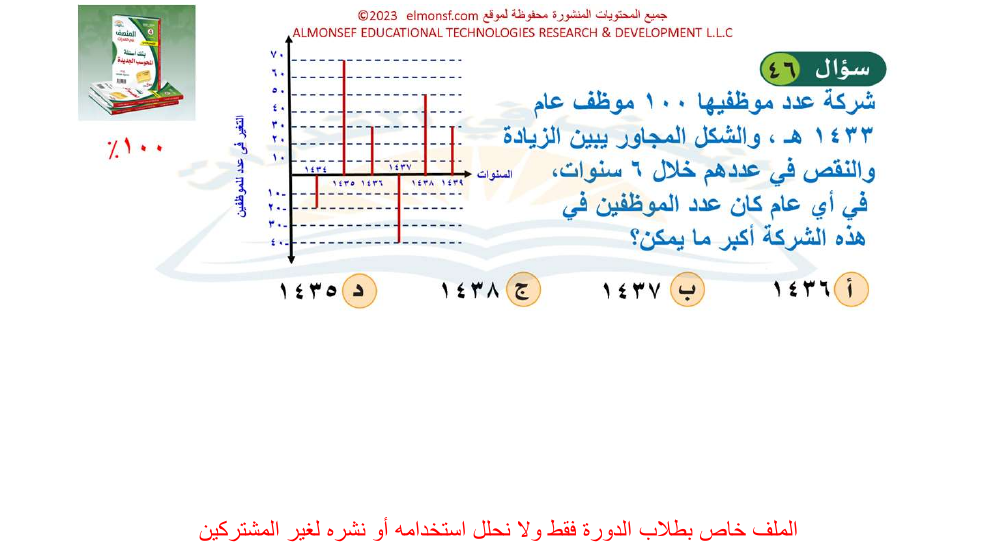 جميع المحتويات المنشورة محفوظة لموقع elmonsf.com ©2023
ALMONSEF EDUCATIONAL TECHNOLOGIES RESEARCH & DEVELOPMENT L.L.C
المنصف
٪١٠٠
سؤال ٤٦
شركة عدد موظفيها ١٠٠ موظف عام
١٤٣٣ هـ ، والشكل المجاور يبين الزيادة
والنقص في عددهم خلال ٦ سنوات،
في أي عام كان عدد الموظفين في
هذه الشركة أكبر ما يمكن؟
التغير في عدد الموظفين
٧٠
٦٠
٥٠
٤٠
٣٠
٢٠
١٠
١٠-
٢٠-
٣٠-
٤٠-
١٤٣٤
١٤٣٥
١٤٣٦
١٤٣٧
١٤٣٨
١٤٣٩
السنوات
أ ١٤٣٦
ب ١٤٣٧
ج ١٤٣٨
د ١٤٣٥
الملف خاص بطلاب الدورة فقط ولا نحلل استخدامه أو نشره لغير المشتركين